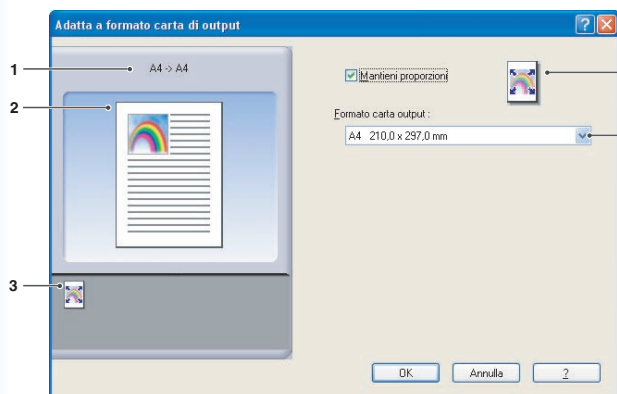 Adatta a formato carta di output
?
1
A4 -> A4
Mantieni proporzioni
2
Formato carta output :
A4 210,0 x 297,0 mm
3
OK
Annulla
?